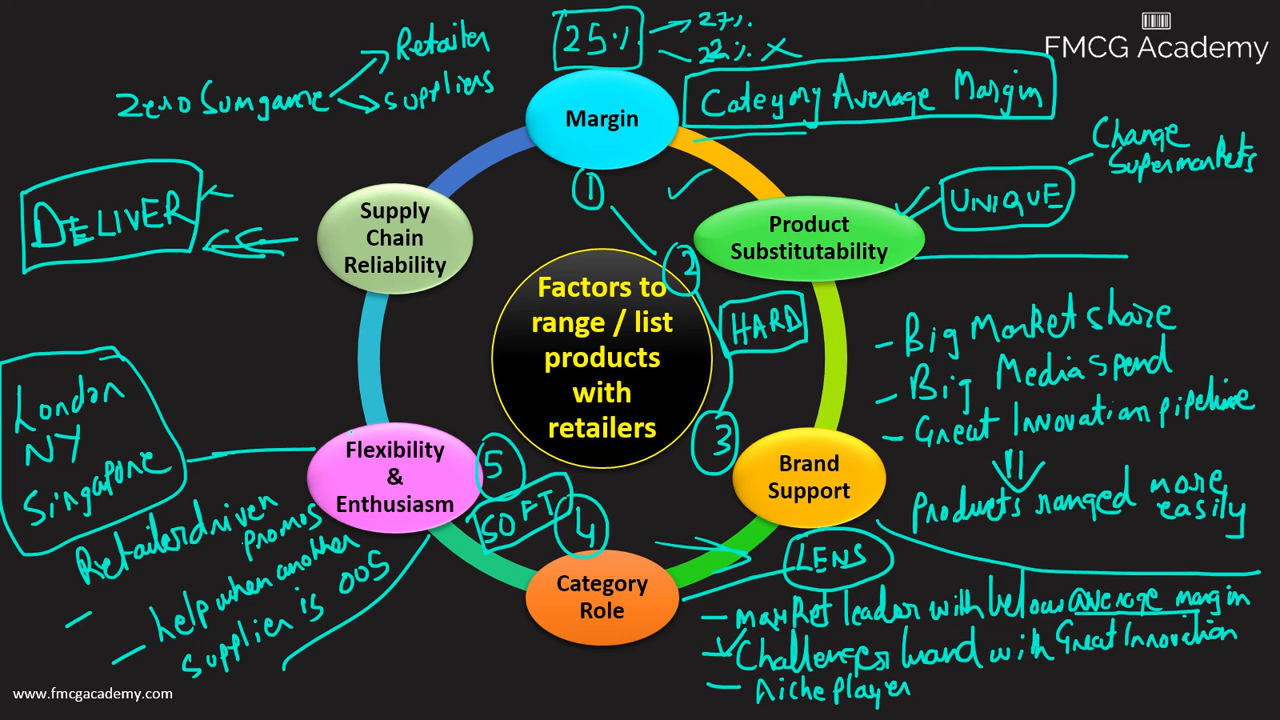 FMCG Academy
25%
27%
22% X
Zero Sumgame
Retailer
Suppliers
Margin
Category Average Margin
1
Change
Supermarkets
UNIQUE
Product
Substitutability
2
HARD
DELIVER
Supply
Chain
Reliability
Factors to
range / list
products
with
retailers
- Big Market share
- Big Media spend
- Great Innovation pipeline
Products ranged more
easily
3
Brand
Support
London
NY
Singapore
Flexibility
&
Enthusiasm
5
SOFT
4
Retailer driven
promos
- help when another
supplier is OOS
Category
Role
LENS
- Market leader with below average margin
- Challenger brand with Great Innovation
- Niche player
www.fmcgacademy.com